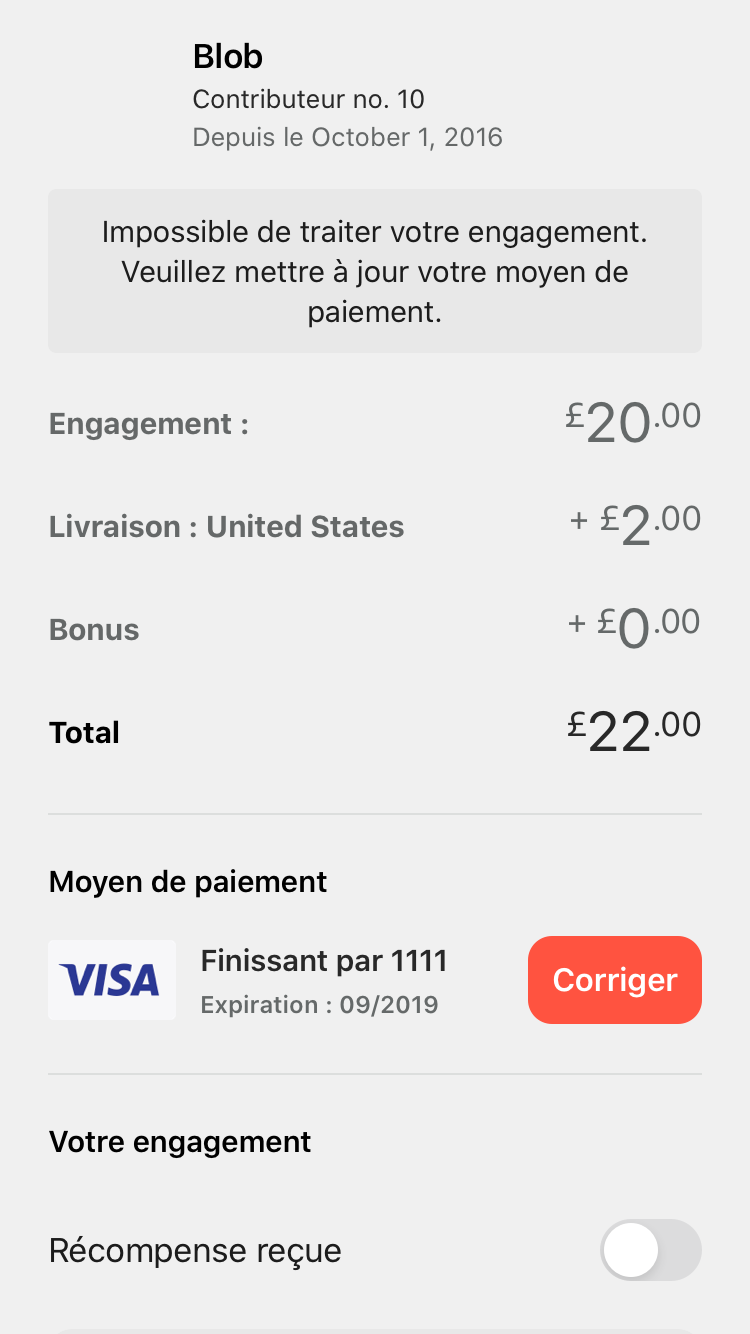 Blob
Contributeur no. 10
Depuis le October 1, 2016
Impossible de traiter votre engagement.
Veuillez mettre à jour votre moyen de
paiement.
Engagement : £20.00
Livraison : United States + £2.00
Bonus + £0.00
Total £22.00
Moyen de paiement
VISA
Finissant par 1111
Expiration : 09/2019
Corriger
Votre engagement
Récompense reçue